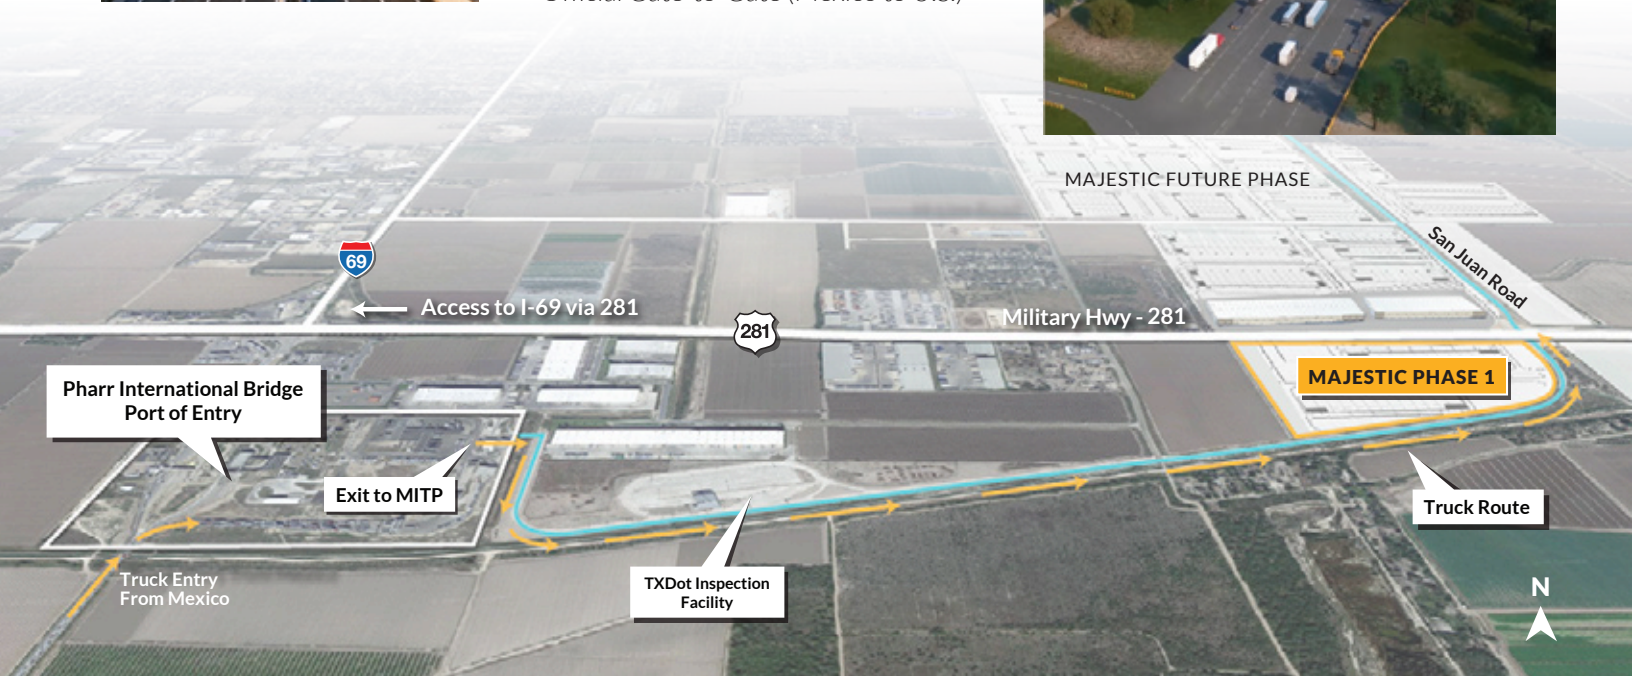 MAJESTIC FUTURE PHASE
San Juan Road
69
Access to I-69 via 281
Military Hwy - 281
281
MAJESTIC PHASE 1
Pharr International Bridge
Port of Entry
Exit to MITP
Truck Route
TXDot Inspection
Facility
Truck Entry
From Mexico
N